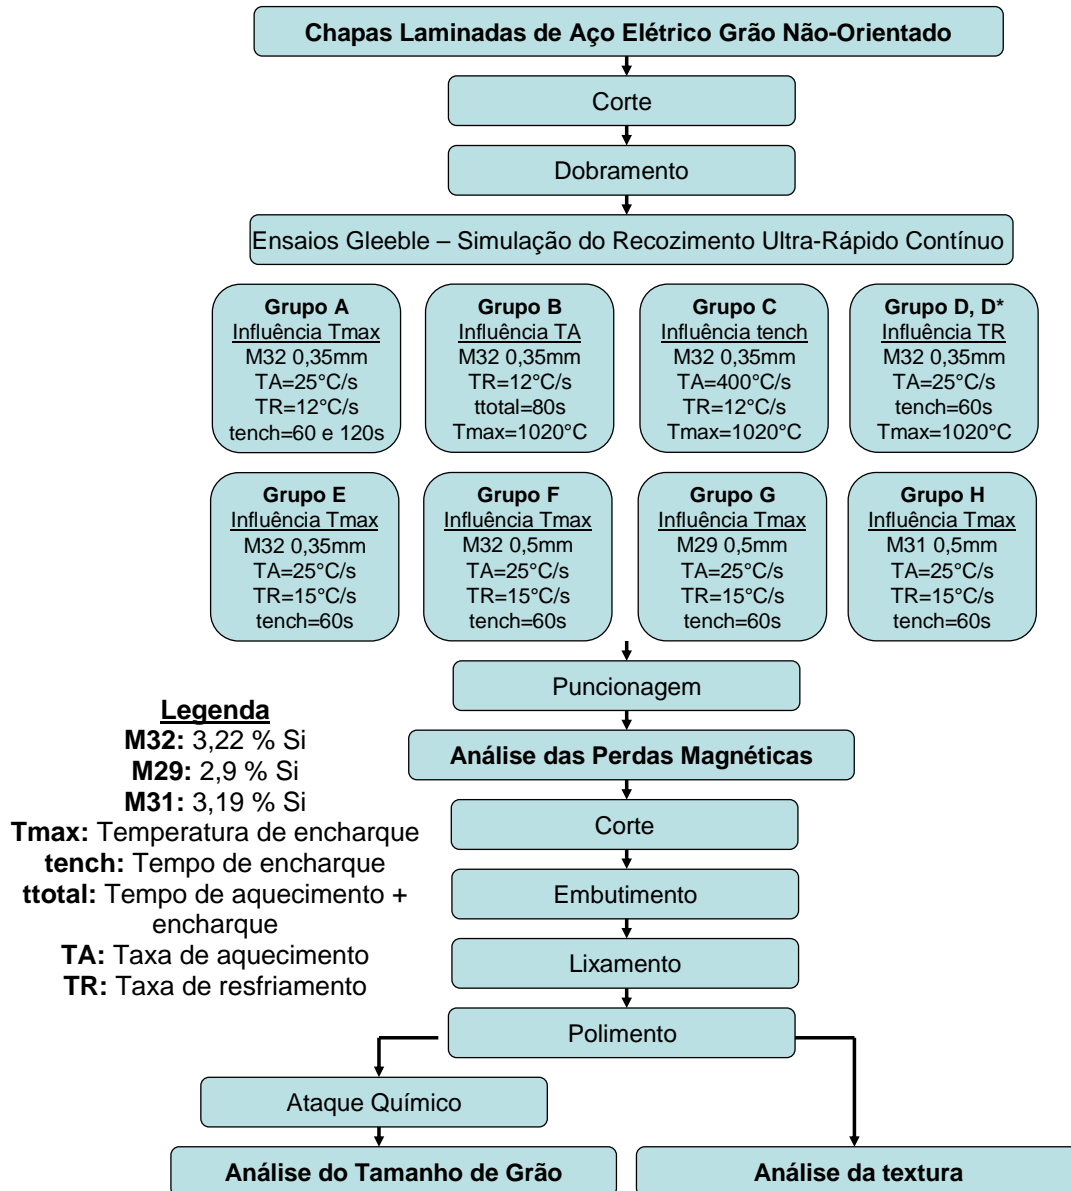 Chapas Laminadas de Aço Elétrico Grão Não-Orientado
Corte
Dobramento
Ensaios Gleeble – Simulação do Recozimento Ultra-Rápido Contínuo
Grupo A
Influência Tmax
M32 0,35mm
TA=25°C/s
TR=12°C/s
tench=60 e 120s
Grupo B
Influência TA
M32 0,35mm
TR=12°C/s
ttotal=80s
Tmax=1020°C
Grupo C
Influência tench
M32 0,35mm
TA=400°C/s
TR=12°C/s
Tmax=1020°C
Grupo D, D*
Influência TR
M32 0,35mm
TA=25°C/s
tench=60s
Tmax=1020°C
Grupo E
Influência Tmax
M32 0,35mm
TA=25°C/s
TR=15°C/s
tench=60s
Grupo F
Influência Tmax
M32 0,5mm
TA=25°C/s
TR=15°C/s
tench=60s
Grupo G
Influência Tmax
M29 0,5mm
TA=25°C/s
TR=15°C/s
tench=60s
Grupo H
Influência Tmax
M31 0,5mm
TA=25°C/s
TR=15°C/s
tench=60s
Puncionagem
Análise das Perdas Magnéticas
Corte
Embutimento
Lixamento
Polimento
Legenda
M32: 3,22 % Si
M29: 2,9 % Si
M31: 3,19 % Si
Tmax: Temperatura de encharque
tench: Tempo de encharque
ttotal: Tempo de aquecimento +
encharque
TA: Taxa de aquecimento
TR: Taxa de resfriamento
Ataque Químico
Análise do Tamanho de Grão
Análise da textura